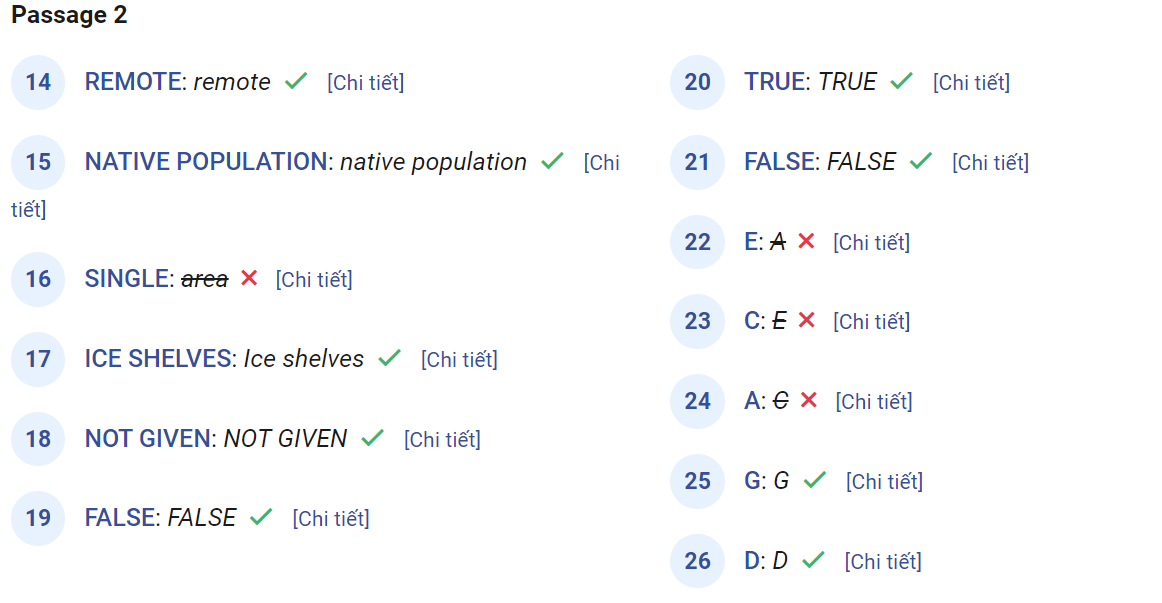 Passage 2
14 REMOTE: remote [Chi tiết]
15 NATIVE POPULATION: native population [Chi
tiết]
16 SINGLE: area [Chi tiết]
17 ICE SHELVES: Ice shelves [Chi tiết]
18 NOT GIVEN: NOT GIVEN [Chi tiết]
19 FALSE: FALSE [Chi tiết]
20 TRUE: TRUE [Chi tiết]
21 FALSE: FALSE [Chi tiết]
22 E: A [Chi tiết]
23 C: E [Chi tiết]
24 A: C [Chi tiết]
25 G: G [Chi tiết]
26 D: D [Chi tiết]